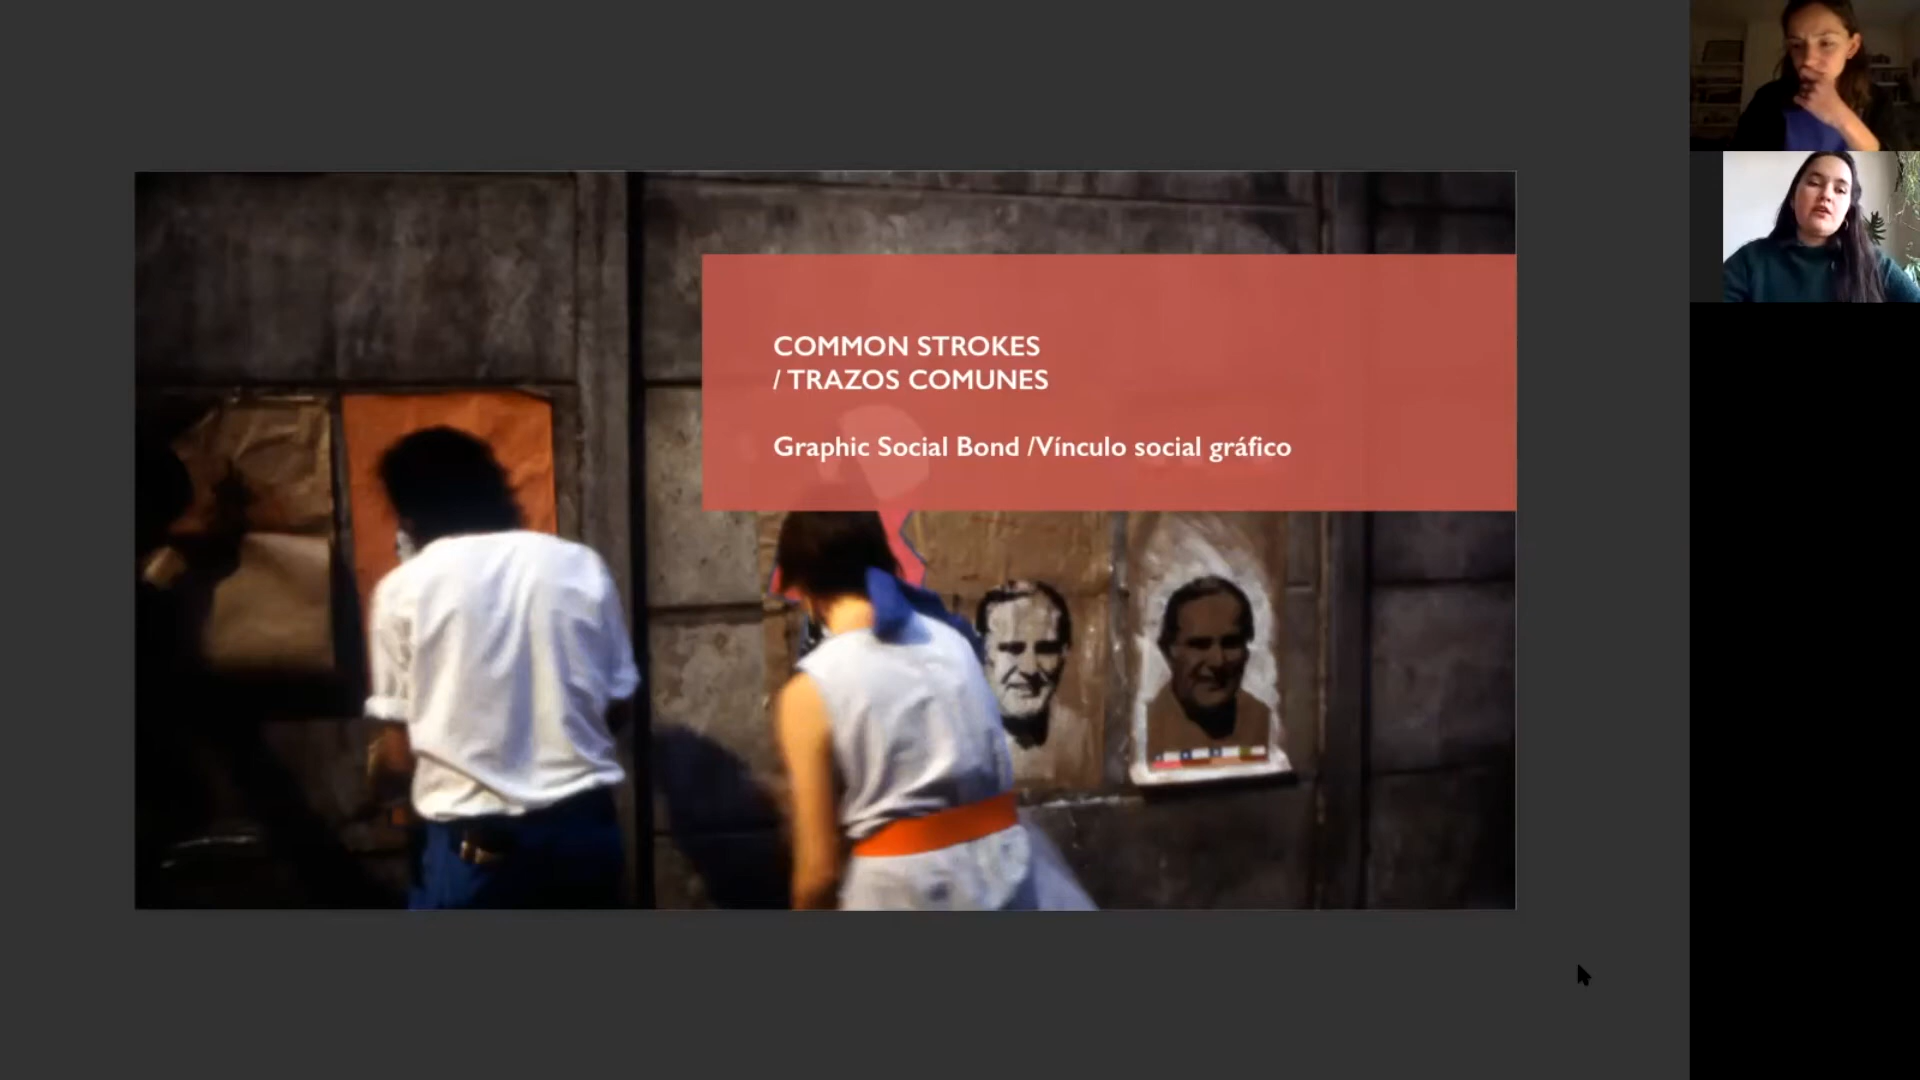 COMMON STROKES
/ TRAZOS COMUNES
Graphic Social Bond /Vínculo social gráfico